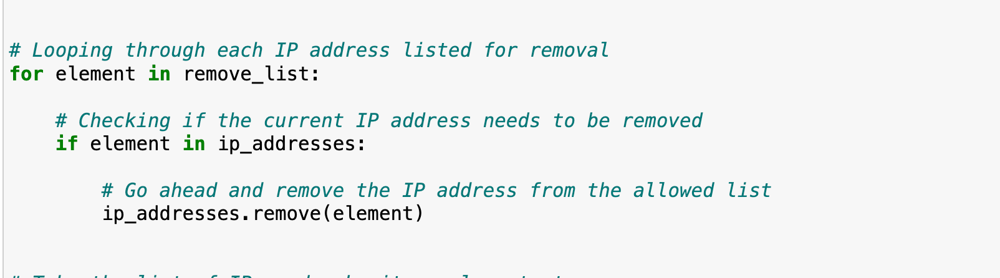 # Looping through each IP address listed for removal
for element in remove_list:
# Checking if the current IP address needs to be removed
if element in ip_addresses:
# Go ahead and remove the IP address from the allowed list
ip_addresses.remove(element)